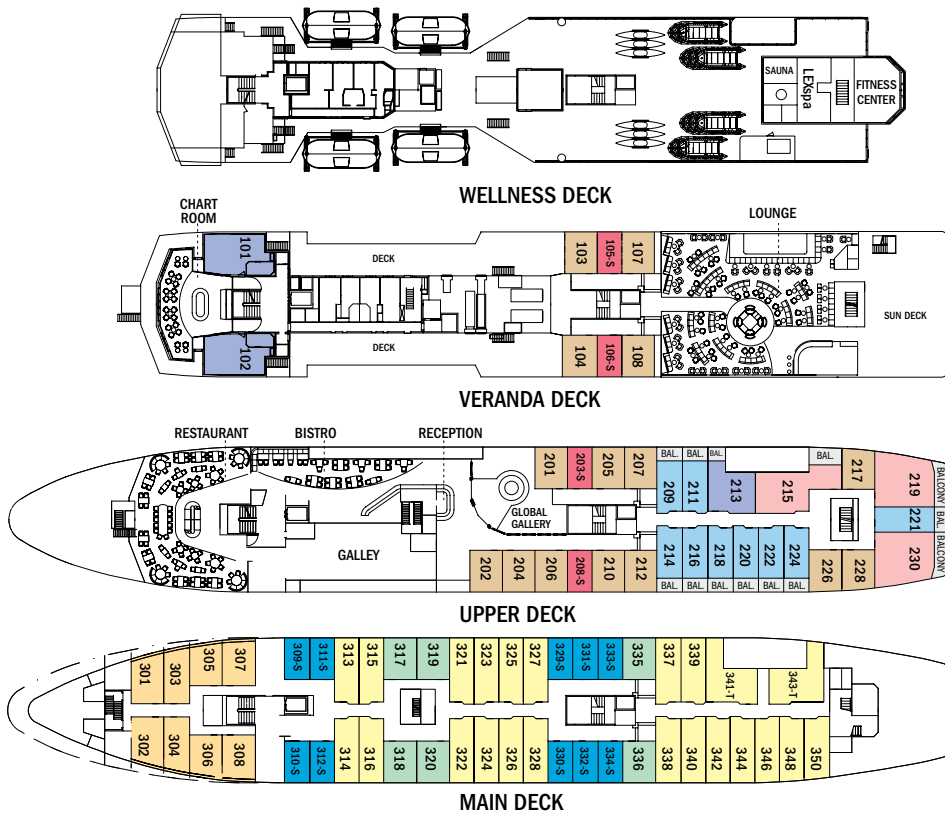 SAUNA
LEXspa
FITNESS
CENTER
WELLNESS DECK
CHART
ROOM
LOUNGE
101
DECK
103
105-S
107
SUN DECK
102
DECK
104
106-S
108
VERANDA DECK
RESTAURANT
BISTRO
RECEPTION
201
203-S
205
207
BAL.
BAL.
BAL.
BAL.
209
211
213
215
217
219
BALCONY
GLOBAL
GALLERY
221
BAL
GALLEY
202
204
206
208-S
210
212
214
216
218
220
222
224
226
228
230
BALCONY
BAL.
BAL.
BAL.
BAL.
BAL.
BAL.
UPPER DECK
301
303
305
307
309-S
311-S
313
315
317
319
321
323
325
327
329-S
331-S
333-S
335
337
339
341-T
343-T
302
304
306
308
310-S
312-S
314
316
318
320
322
324
326
328
330-S
332-S
334-S
336
338
340
342
344
346
348
350
MAIN DECK